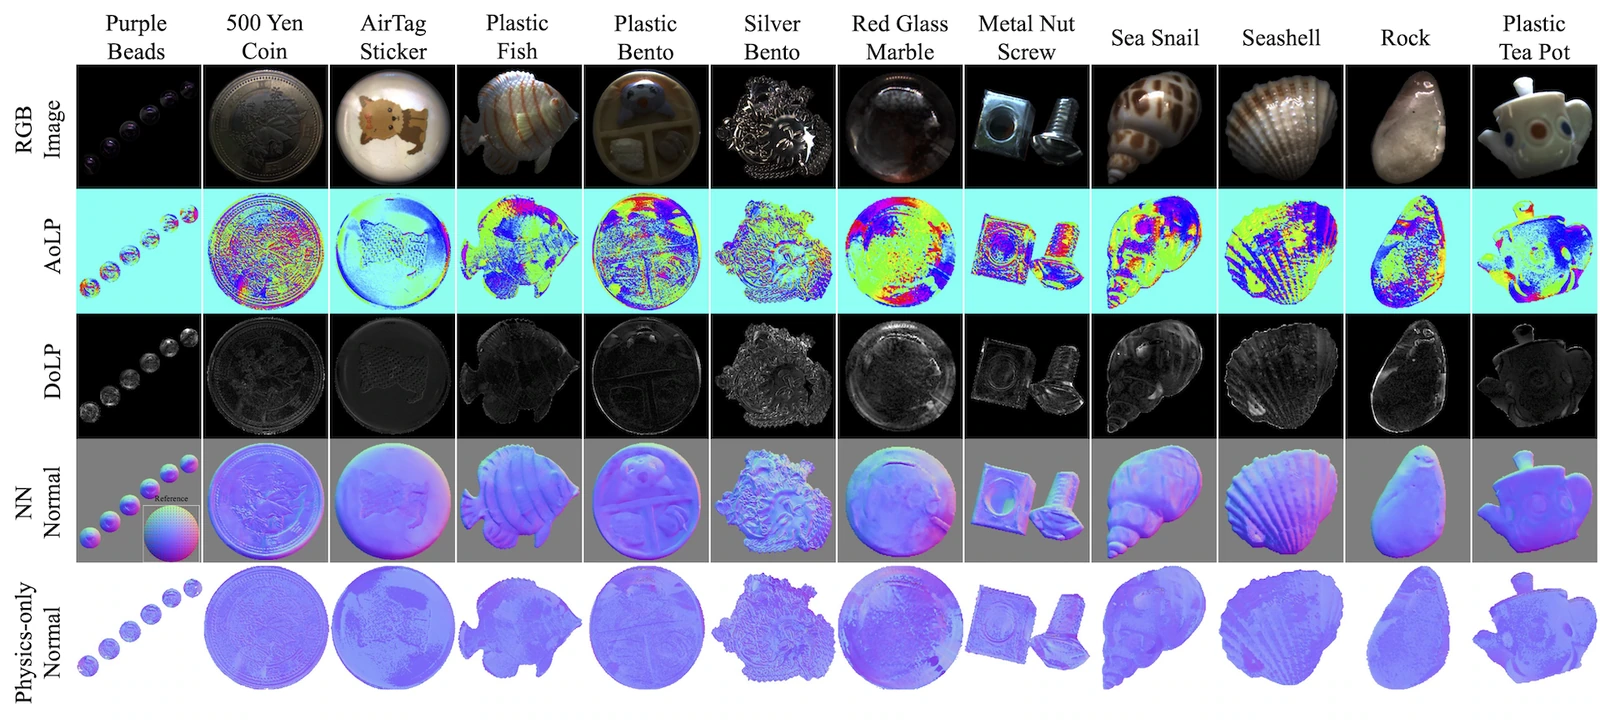 Purple
Beads
500 Yen
Coin
AirTag
Sticker
Plastic
Fish
Plastic
Bento
Silver
Bento
Red Glass
Marble
Metal Nut
Screw
Sea Snail
Seashell
Rock
Plastic
Tea Pot
RGB
Image
AoLP
DoLP
NN
Normal
Reference
Physics-only
Normal